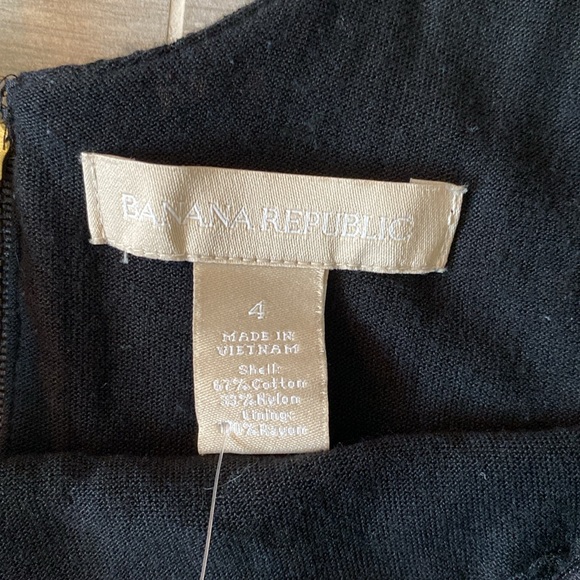 BANANA REPUBLIC
4
MADE IN
VIETNAM
Shell:
67% Cotton
33% Nylon
Lining:
100% Rayon